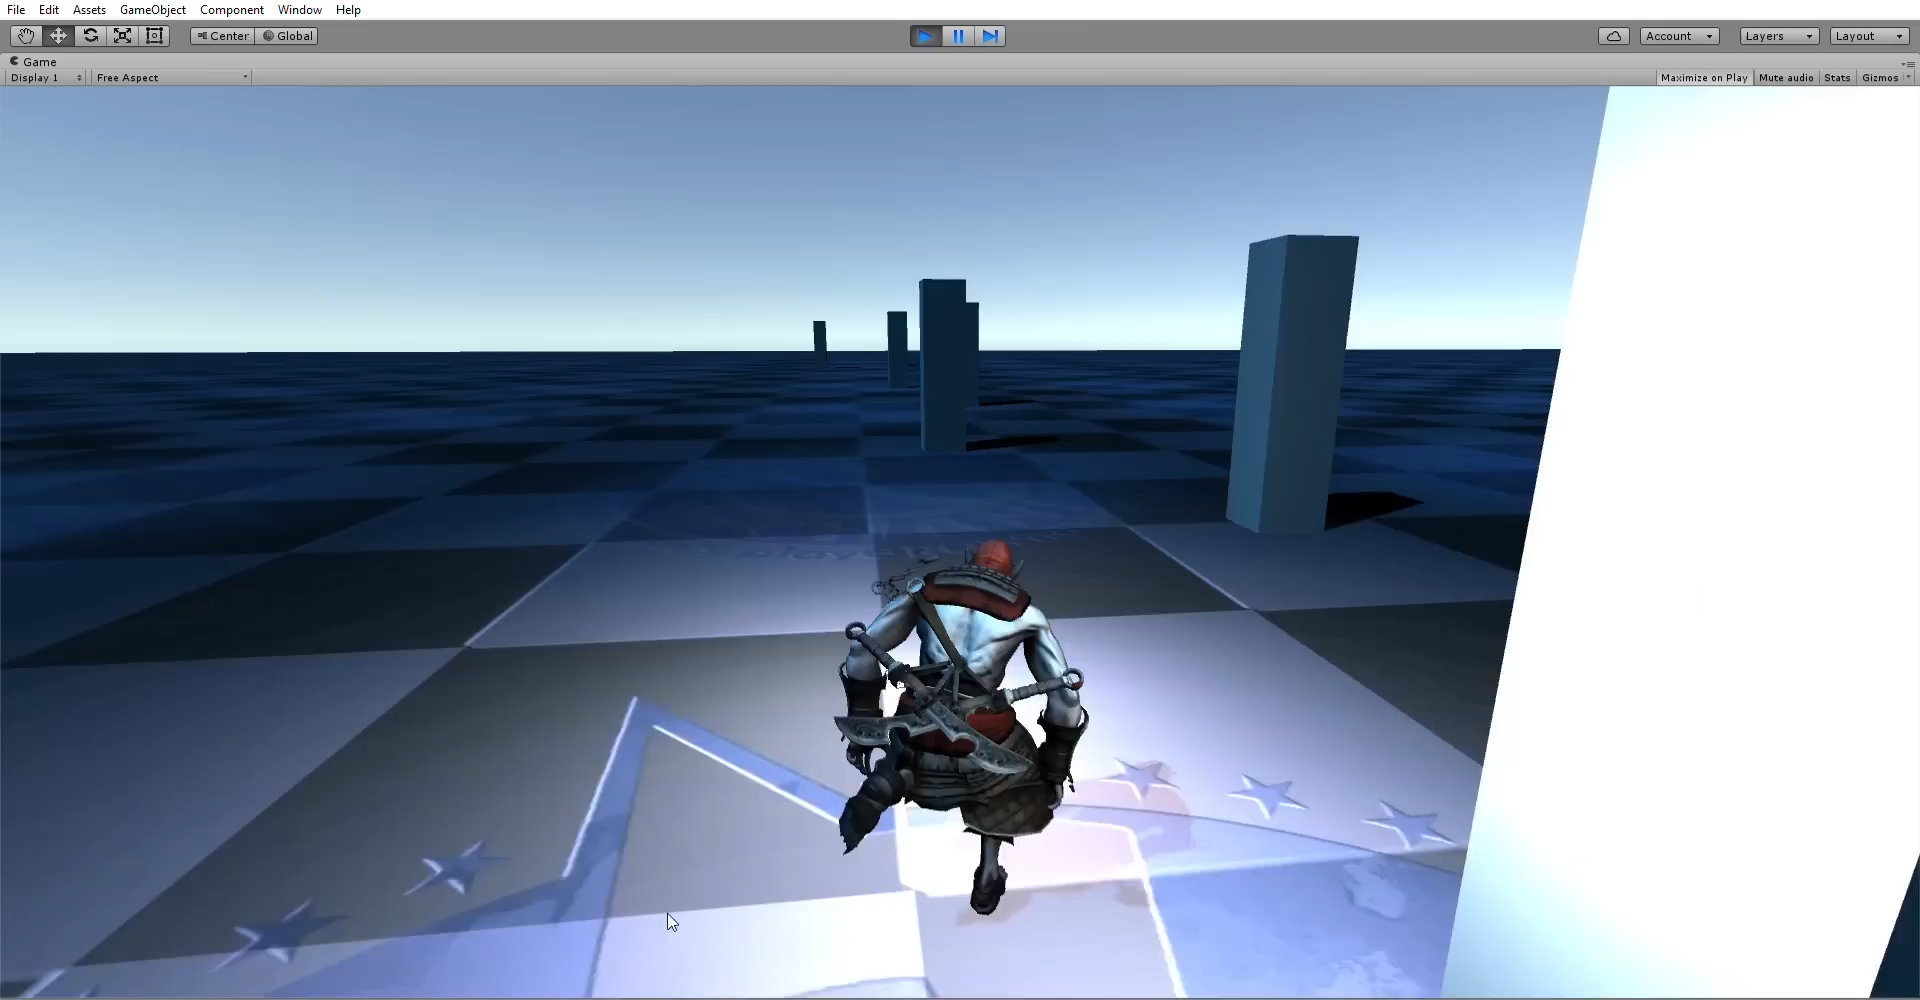 File Edit Assets GameObject Component Window Help
Center Global Account Layers Layout
Game
Display 1 Free Aspect Maximize on Play Mute audio Stats Gizmos